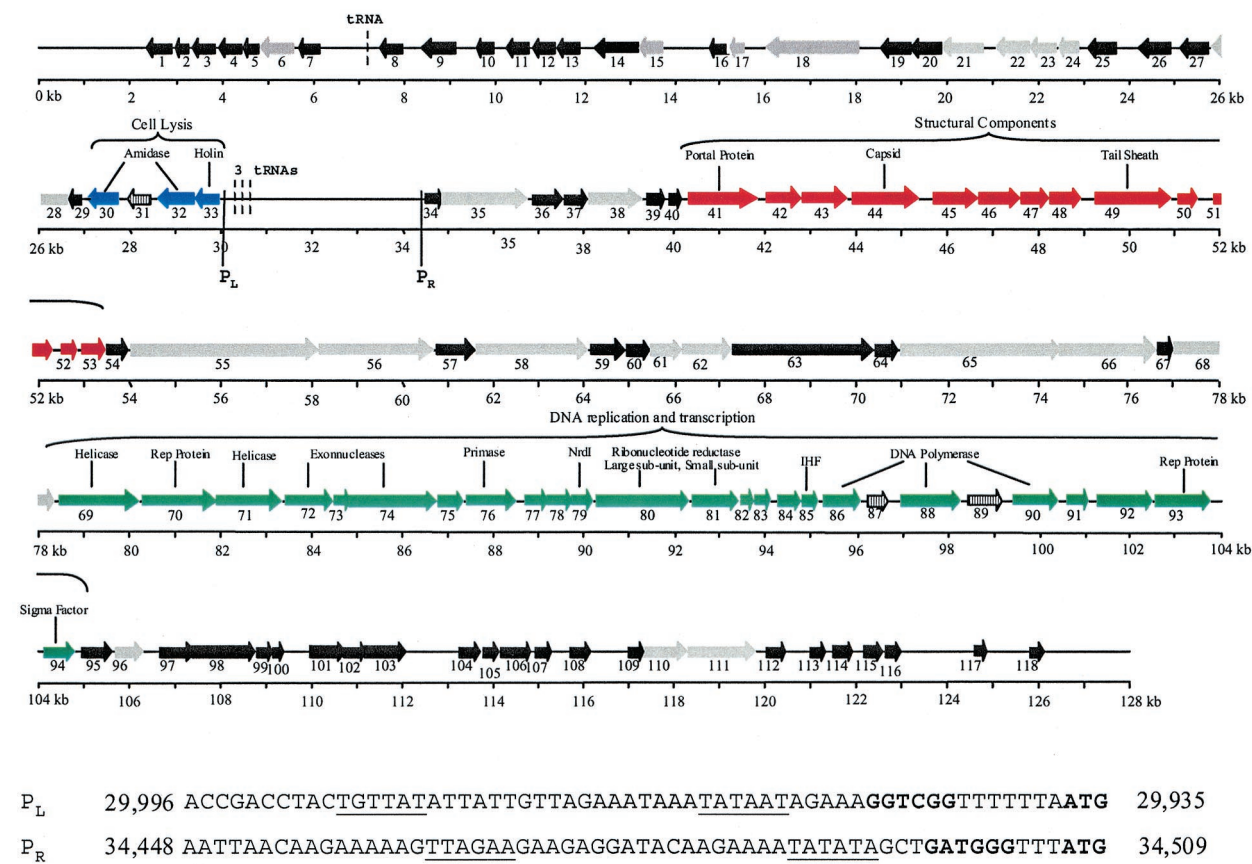 tRNA
1 2 3 4 5 6 7 8 9 10 11 12 13 14 15 16 17 18 19 20 21 22 23 24 25 26 27
0 kb 2 4 6 8 10 12 14 16 18 20 22 24 26 kb
Cell Lysis Structural Components
Amidase Holin 3 tRNAs Portal Protein Capsid Tail Sheath
28 29 30 31 32 33 34 35 36 37 38 39 40 41 42 43 44 45 46 47 48 49 50 51
26 kb 28 30 32 34 35 38 40 42 44 46 48 50 52 kb
PL PR
52 53 54 55 56 57 58 59 60 61 62 63 64 65 66 67 68
52 kb 54 56 58 60 62 64 66 68 70 72 74 76 78 kb
DNA replication and transcription
Helicase Rep Protein Helicase Exonnucleases Primase NrdI Ribonucleotide reductase IHF DNA Polymerase Rep Protein
Large sub-unit, Small sub-unit
69 70 71 72 73 74 75 76 77 78 79 80 81 82 83 84 85 86 87 88 89 90 91 92 93
78 kb 80 82 84 86 88 90 92 94 96 98 100 102 104 kb
Sigma Factor
94 95 96 97 98 99 100 101 102 103 104 105 106 107 108 109 110 111 112 113 114 115 116 117 118
104 kb 106 108 110 112 114 116 118 120 122 124 126 128 kb
PL 29,996 ACCGACCTACTGTTATATTATTGTTAGAAATAAATATAATAGAAAGGTCGGTTTTTTAATG 29,935
PR 34,448 AATTAACAAGAAAAAGTTAGAAGAAGAGGATACAAGAAAATATATAGCTGATGGGTTTATG 34,509